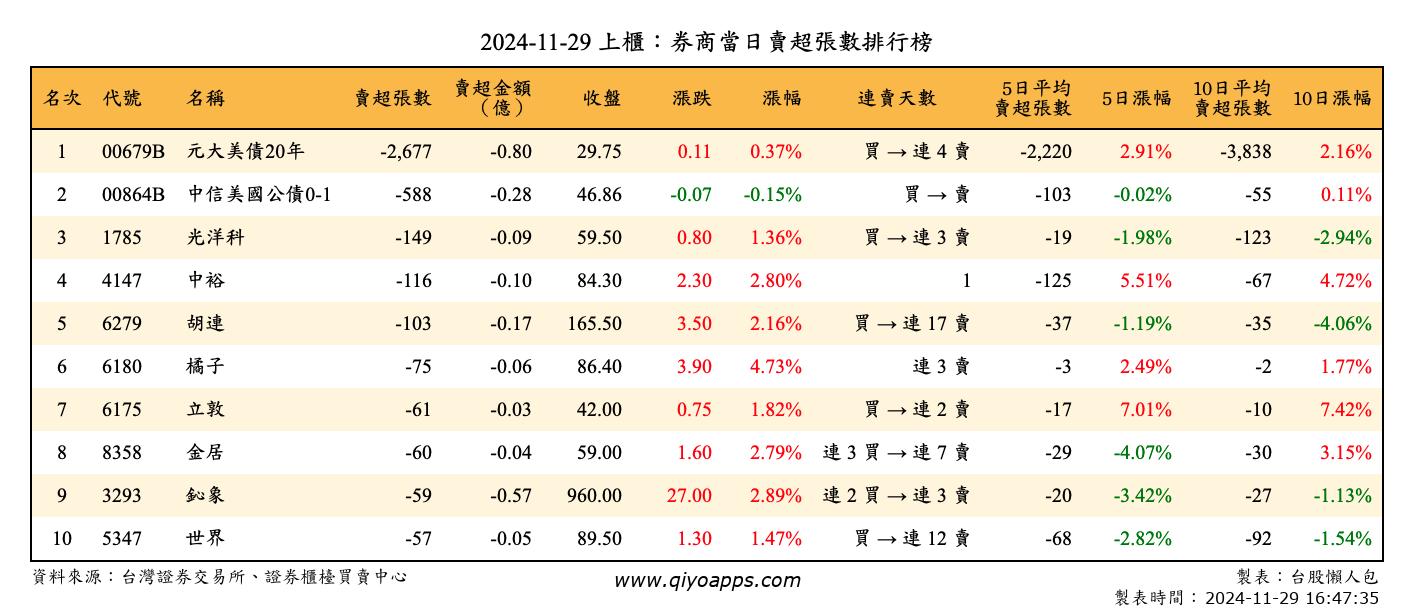 2024-11-29 上櫃：券商當日賣超張數排行榜
名次 代號 名稱 賣超張數 賣超金額（億） 收盤 漲跌 漲幅 連賣天數 5日平均賣超張數 5日漲幅 10日平均賣超張數 10日漲幅
1 00679B 元大美債20年 -2,677 -0.80 29.75 0.11 0.37% 買 → 連 4 賣 -2,220 2.91% -3,838 2.16%
2 00864B 中信美國公債0-1 -588 -0.28 46.86 -0.07 -0.15% 買 → 賣 -103 -0.02% -55 0.11%
3 1785 光洋科 -149 -0.09 59.50 0.80 1.36% 買 → 連 3 賣 -19 -1.98% -123 -2.94%
4 4147 中裕 -116 -0.10 84.30 2.30 2.80% 1 -125 5.51% -67 4.72%
5 6279 胡連 -103 -0.17 165.50 3.50 2.16% 買 → 連 17 賣 -37 -1.19% -35 -4.06%
6 6180 橘子 -75 -0.06 86.40 3.90 4.73% 連 3 賣 -3 2.49% -2 1.77%
7 6175 立敦 -61 -0.03 42.00 0.75 1.82% 買 → 連 2 賣 -17 7.01% -10 7.42%
8 8358 金居 -60 -0.04 59.00 1.60 2.79% 連 3 買 → 連 7 賣 -29 -4.07% -30 3.15%
9 3293 鈊象 -59 -0.57 960.00 27.00 2.89% 連 2 買 → 連 3 賣 -20 -3.42% -27 -1.13%
10 5347 世界 -57 -0.05 89.50 1.30 1.47% 買 → 連 12 賣 -68 -2.82% -92 -1.54%
資料來源：台灣證券交易所、證券櫃檯買賣中心 www.qiyoapps.com 製表：台股懶人包
製表時間：2024-11-29 16:47:35